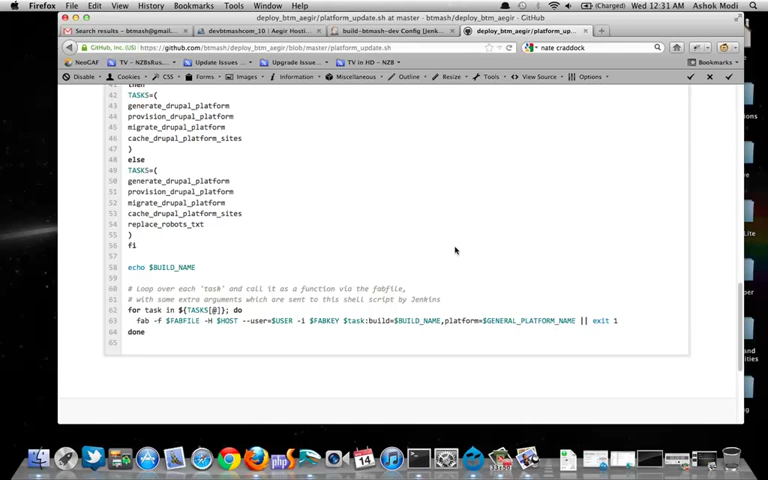 Firefox File Edit View History Bookmarks Tools Window Help
(Charged) Wed 12:31 AM Ashok Modi
deploy_btm_aegir/platform_update.sh at master · btmash/deploy_btm_aegir · GitHub
Search results - btmash@gmail....
devbtmashcom_10 | Aegir Hosti...
build--btmash-dev Config [Jenk...
deploy_btm_aegir/platform_up...
GitHub, Inc. (US) https://github.com/btmash/deploy_btm_aegir/blob/master/platform_update.sh
nate craddock
NeoGAF TV - NZBsRus... Update Issues ... Upgrade Issue... TV in HD - NZB Bookmarks
Disable Cookies CSS Forms Images Information Miscellaneous Outline Resize Tools View Source Options
41 then
42 TASKS=(
43 generate_drupal_platform
44 provision_drupal_platform
45 migrate_drupal_platform
46 cache_drupal_platform_sites
47 )
48 else
49 TASKS=(
50 generate_drupal_platform
51 provision_drupal_platform
52 migrate_drupal_platform
53 cache_drupal_platform_sites
54 replace_robots_txt
55 )
56 fi
57
58 echo $BUILD_NAME
59
60 # Loop over each 'task' and call it as a function via the fabfile,
61 # with some extra arguments which are sent to this shell script by Jenkins
62 for task in ${TASKS[@]}; do
63 fab -f $FABFILE -H $HOST --user=$USER -i $FABKEY $task:build=$BUILD_NAME,platform=$GENERAL_PLATFORM_NAME || exit 1
64 done
65
php
14